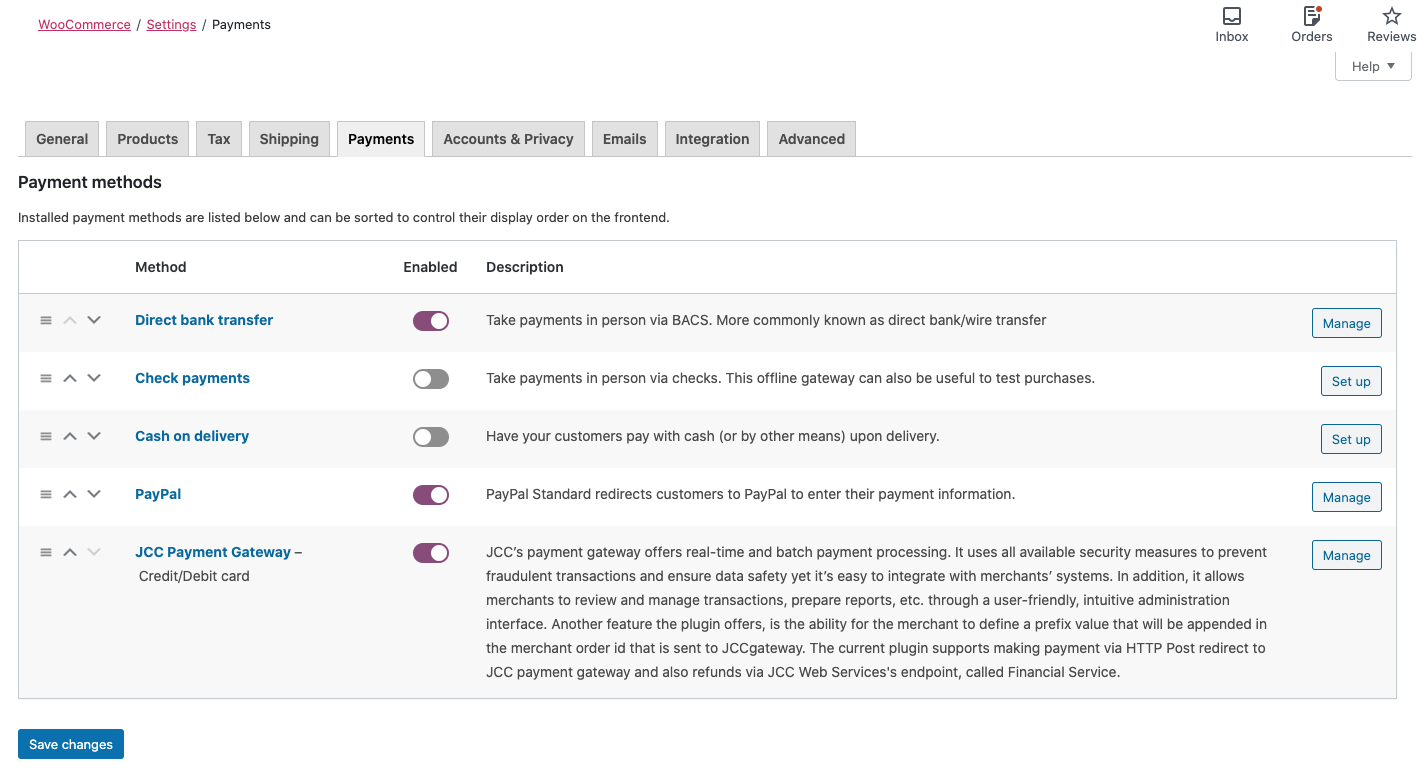 WooCommerce / Settings / Payments
Inbox
Orders
Reviews
Help
General
Products
Tax
Shipping
Payments
Accounts & Privacy
Emails
Integration
Advanced
Payment methods
Installed payment methods are listed below and can be sorted to control their display order on the frontend.
Method
Enabled
Description
Direct bank transfer
Take payments in person via BACS. More commonly known as direct bank/wire transfer
Manage
Check payments
Take payments in person via checks. This offline gateway can also be useful to test purchases.
Set up
Cash on delivery
Have your customers pay with cash (or by other means) upon delivery.
Set up
PayPal
PayPal Standard redirects customers to PayPal to enter their payment information.
Manage
JCC Payment Gateway –
Credit/Debit card
JCC’s payment gateway offers real-time and batch payment processing. It uses all available security measures to prevent
fraudulent transactions and ensure data safety yet it’s easy to integrate with merchants’ systems. In addition, it allows
merchants to review and manage transactions, prepare reports, etc. through a user-friendly, intuitive administration
interface. Another feature the plugin offers, is the ability for the merchant to define a prefix value that will be appended in
the merchant order id that is sent to JCCgateway. The current plugin supports making payment via HTTP Post redirect to
JCC payment gateway and also refunds via JCC Web Services's endpoint, called Financial Service.
Manage
Save changes